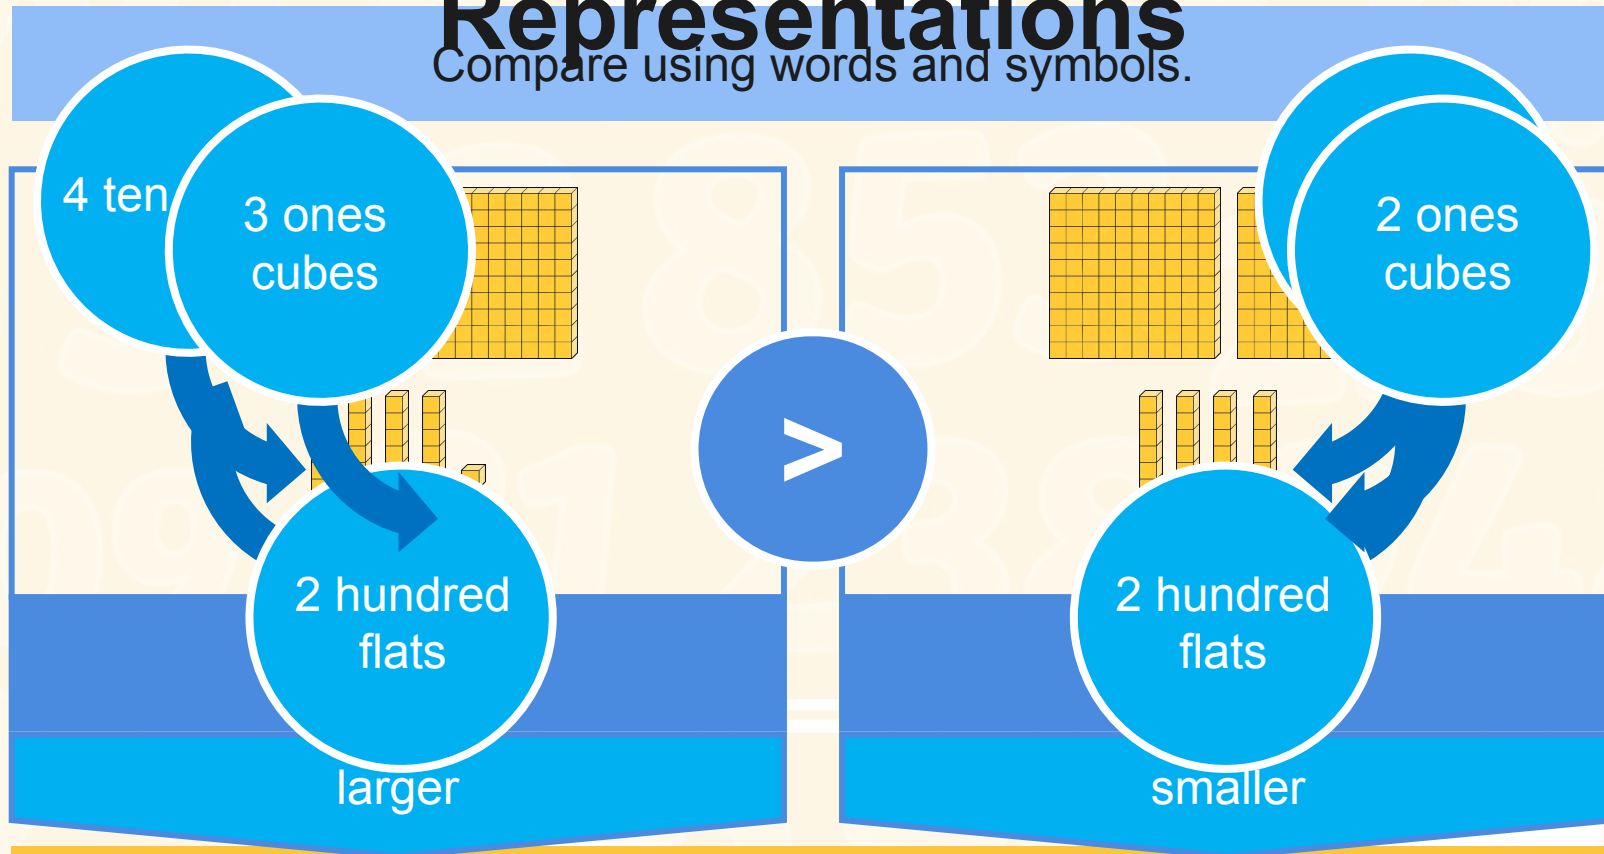 Representations
Compare using words and symbols.
4 ten
3 ones
cubes
2 ones
cubes
>
2 hundred
flats
2 hundred
flats
larger
smaller